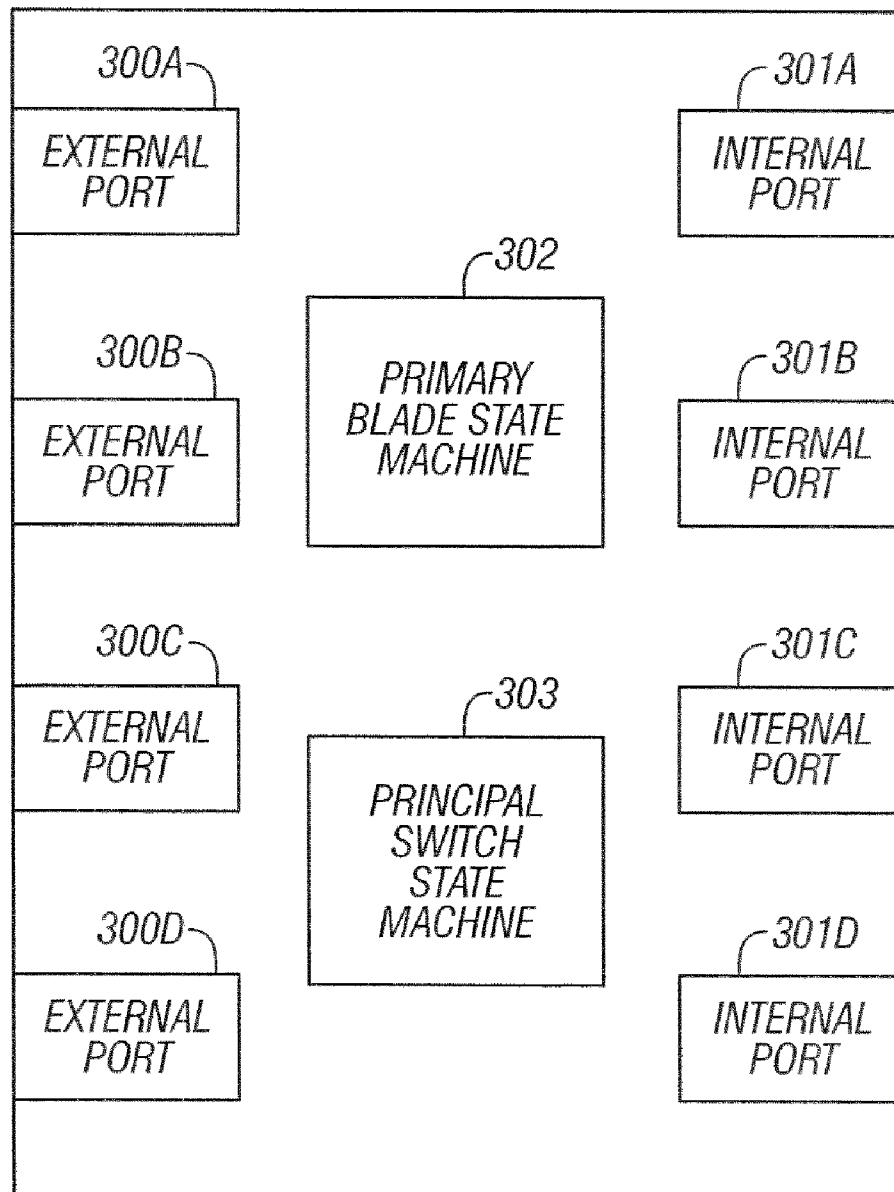 300A
EXTERNAL
PORT
301A
INTERNAL
PORT
302
PRIMARY
BLADE STATE
MACHINE
300B
EXTERNAL
PORT
301B
INTERNAL
PORT
300C
EXTERNAL
PORT
301C
INTERNAL
PORT
303
PRINCIPAL
SWITCH
STATE
MACHINE
300D
EXTERNAL
PORT
301D
INTERNAL
PORT